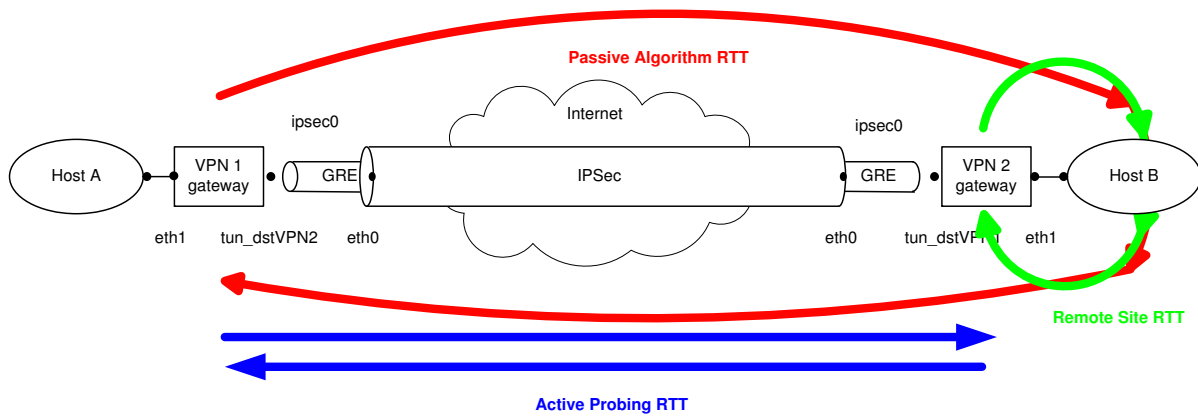 Passive Algorithm RTT
Internet
ipsec0
ipsec0
Host A
VPN 1
gateway
GRE
IPSec
GRE
VPN 2
gateway
Host B
eth1
tun_dstVPN2
eth0
eth0
eth1
Remote Site RTT
Active Probing RTT